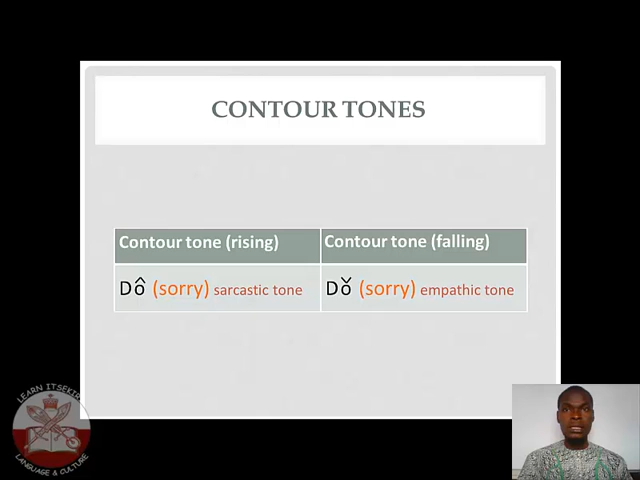 CONTOUR TONES
Contour tone (rising) Contour tone (falling)
Dô (sorry) sarcastic tone Dǒ (sorry) empathic tone
LEARN ITSEKIRI
LANGUAGE & CULTURE